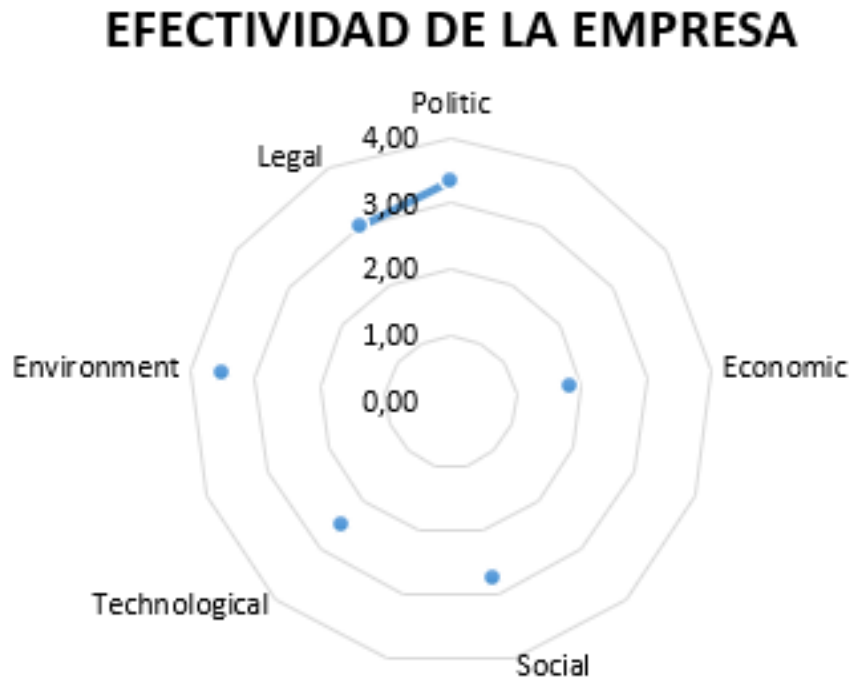 EFECTIVIDAD DE LA EMPRESA
Politic
4,00
Legal
3,00
2,00
1,00
Environment
Economic
0,00
Technological
Social